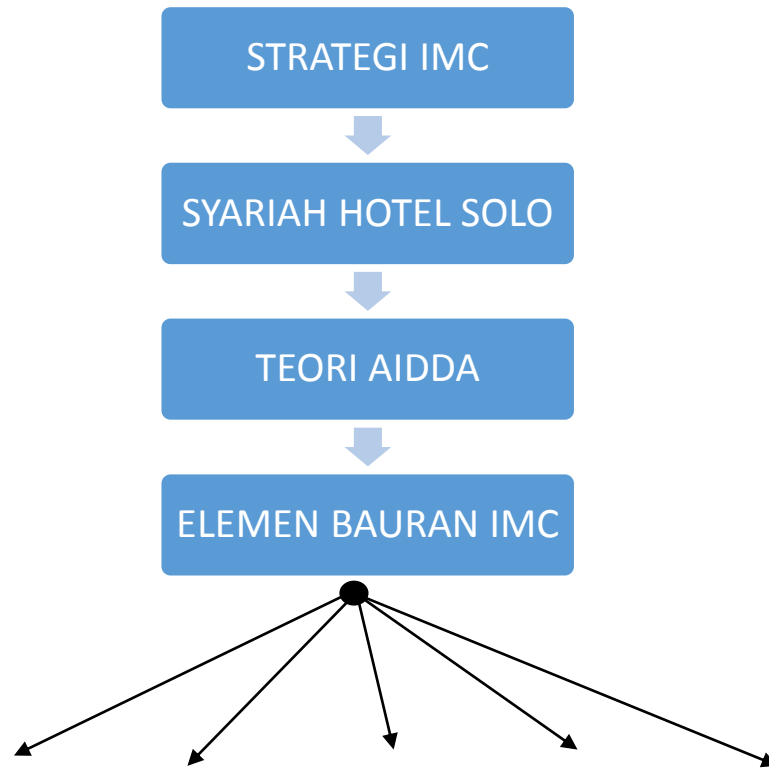 STRATEGI IMC
SYARIAH HOTEL SOLO
TEORI AIDDA
ELEMEN BAURAN IMC